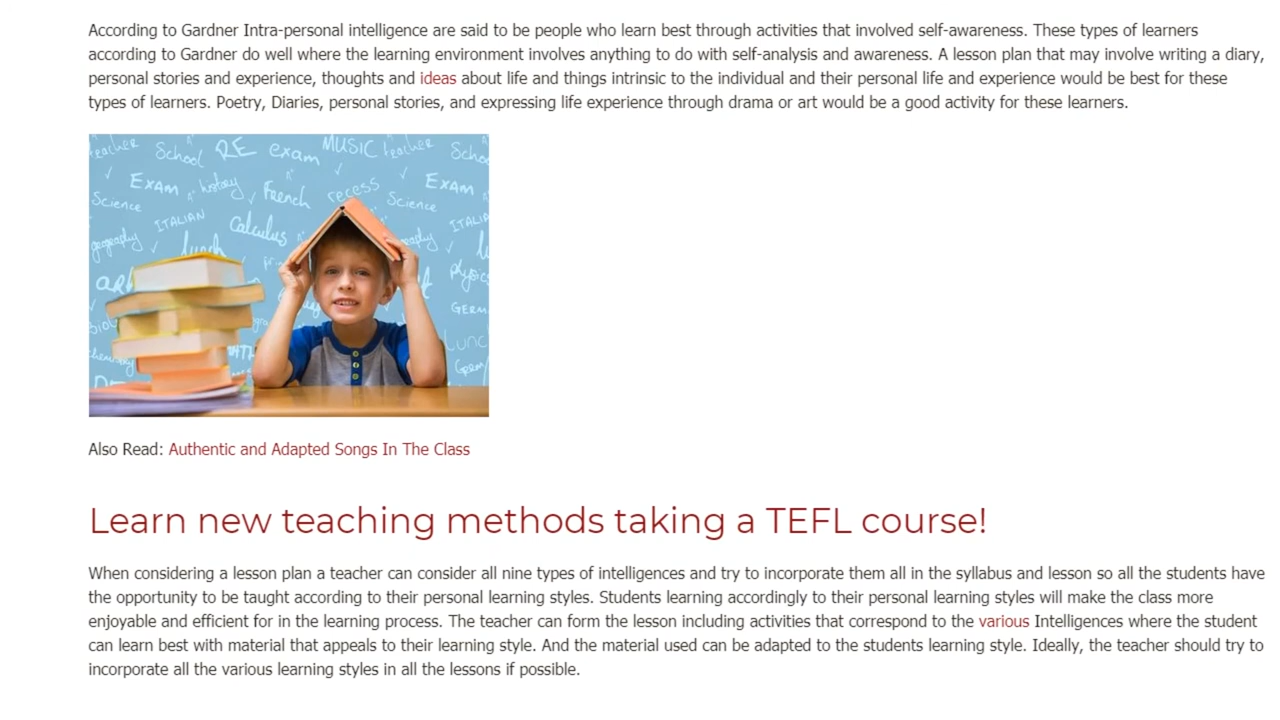 According to Gardner Intra-personal intelligence are said to be people who learn best through activities that involved self-awareness. These types of learners
according to Gardner do well where the learning environment involves anything to do with self-analysis and awareness. A lesson plan that may involve writing a diary,
personal stories and experience, thoughts and ideas about life and things intrinsic to the individual and their personal life and experience would be best for these
types of learners. Poetry, Diaries, personal stories, and expressing life experience through drama or art would be a good activity for these learners.
teacher School RE exam MUSIC teacher
Exam history French recess Exam
Science Science
ITALIAN Calculus
geography lunch
art
GERM
Lunc
Also Read: Authentic and Adapted Songs In The Class
Learn new teaching methods taking a TEFL course!
When considering a lesson plan a teacher can consider all nine types of intelligences and try to incorporate them all in the syllabus and lesson so all the students have
the opportunity to be taught according to their personal learning styles. Students learning accordingly to their personal learning styles will make the class more
enjoyable and efficient for in the learning process. The teacher can form the lesson including activities that correspond to the various Intelligences where the student
can learn best with material that appeals to their learning style. And the material used can be adapted to the students learning style. Ideally, the teacher should try to
incorporate all the various learning styles in all the lessons if possible.